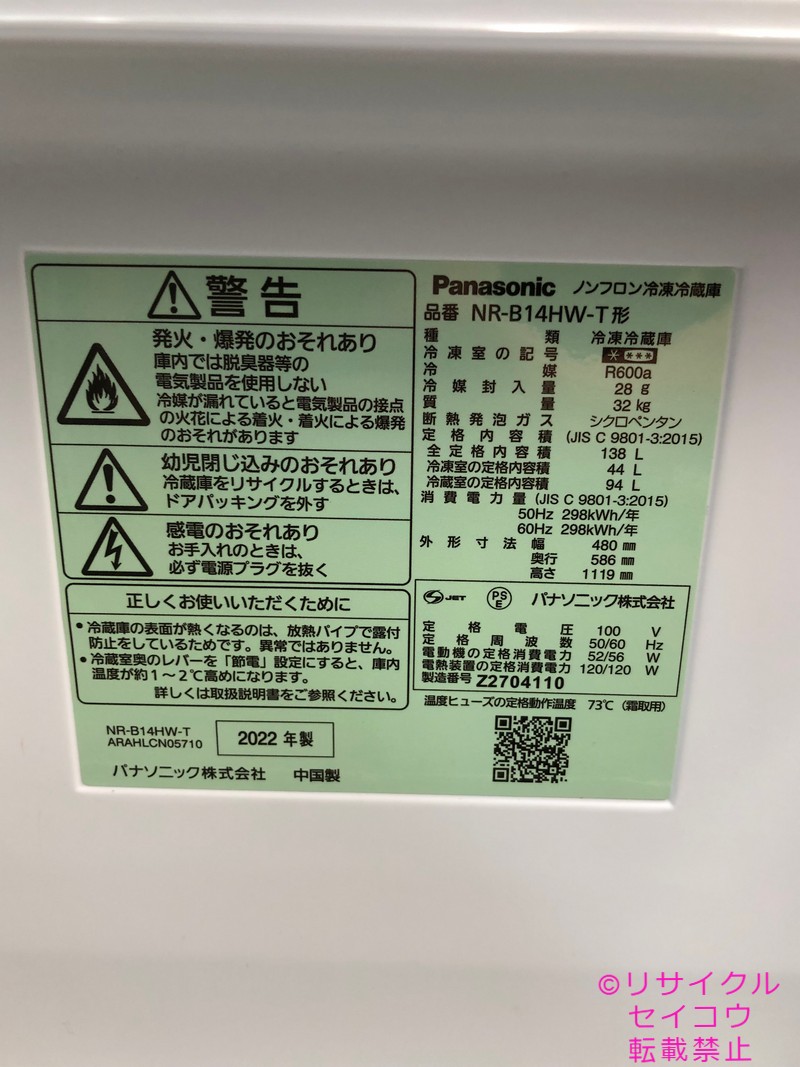 警告
発火・爆発のおそれあり
庫内では脱臭器等の
電気製品を使用しない
冷媒が漏れていると電気製品の接点
の火花による着火・着火による爆発
のおそれがあります
幼児閉じ込みのおそれあり
冷蔵庫をリサイクルするときは、
ドアパッキングを外す
感電のおそれあり
お手入れのときは、
必ず電源プラグを抜く
正しくお使いいただくために
・冷蔵庫の表面が熱くなるのは、放熱パイプで露付
防止をしているためです。異常ではありません。
・冷蔵室奥のレバーを「節電」設定にすると、庫内
温度が約1~2℃高めになります。
詳しくは取扱説明書をご参照ください。
NR-B14HW-T
ARAHLCN05710
2022 年製
パナソニック株式会社 中国製
Panasonic ノンフロン冷凍冷蔵庫
品番 NR-B14HW-T形
種類 冷凍冷蔵庫
冷凍室の記号 * ***
冷媒 R600a
冷媒封入量 28 g
質量 32 kg
断熱発泡ガス シクロペンタン
定格内容積 (JIS C 9801-3:2015)
全定格内容積 138 L
冷凍室の定格内容積 44 L
冷蔵室の定格内容積 94 L
消費電力量 (JIS C 9801-3:2015)
50Hz 298kWh/年
60Hz 298kWh/年
外形寸法 幅 480 ㎜
奥行 586 ㎜
高さ 1119 ㎜
JET PSE パナソニック株式会社
定格電圧 100 V
定格周波数 50/60 Hz
電動機の定格消費電力 52/56 W
電熱装置の定格消費電力 120/120 W
製造番号 Z2704110
温度ヒューズの定格動作温度 73℃(霜取用)
©リサイクル
セイコウ
転載禁止